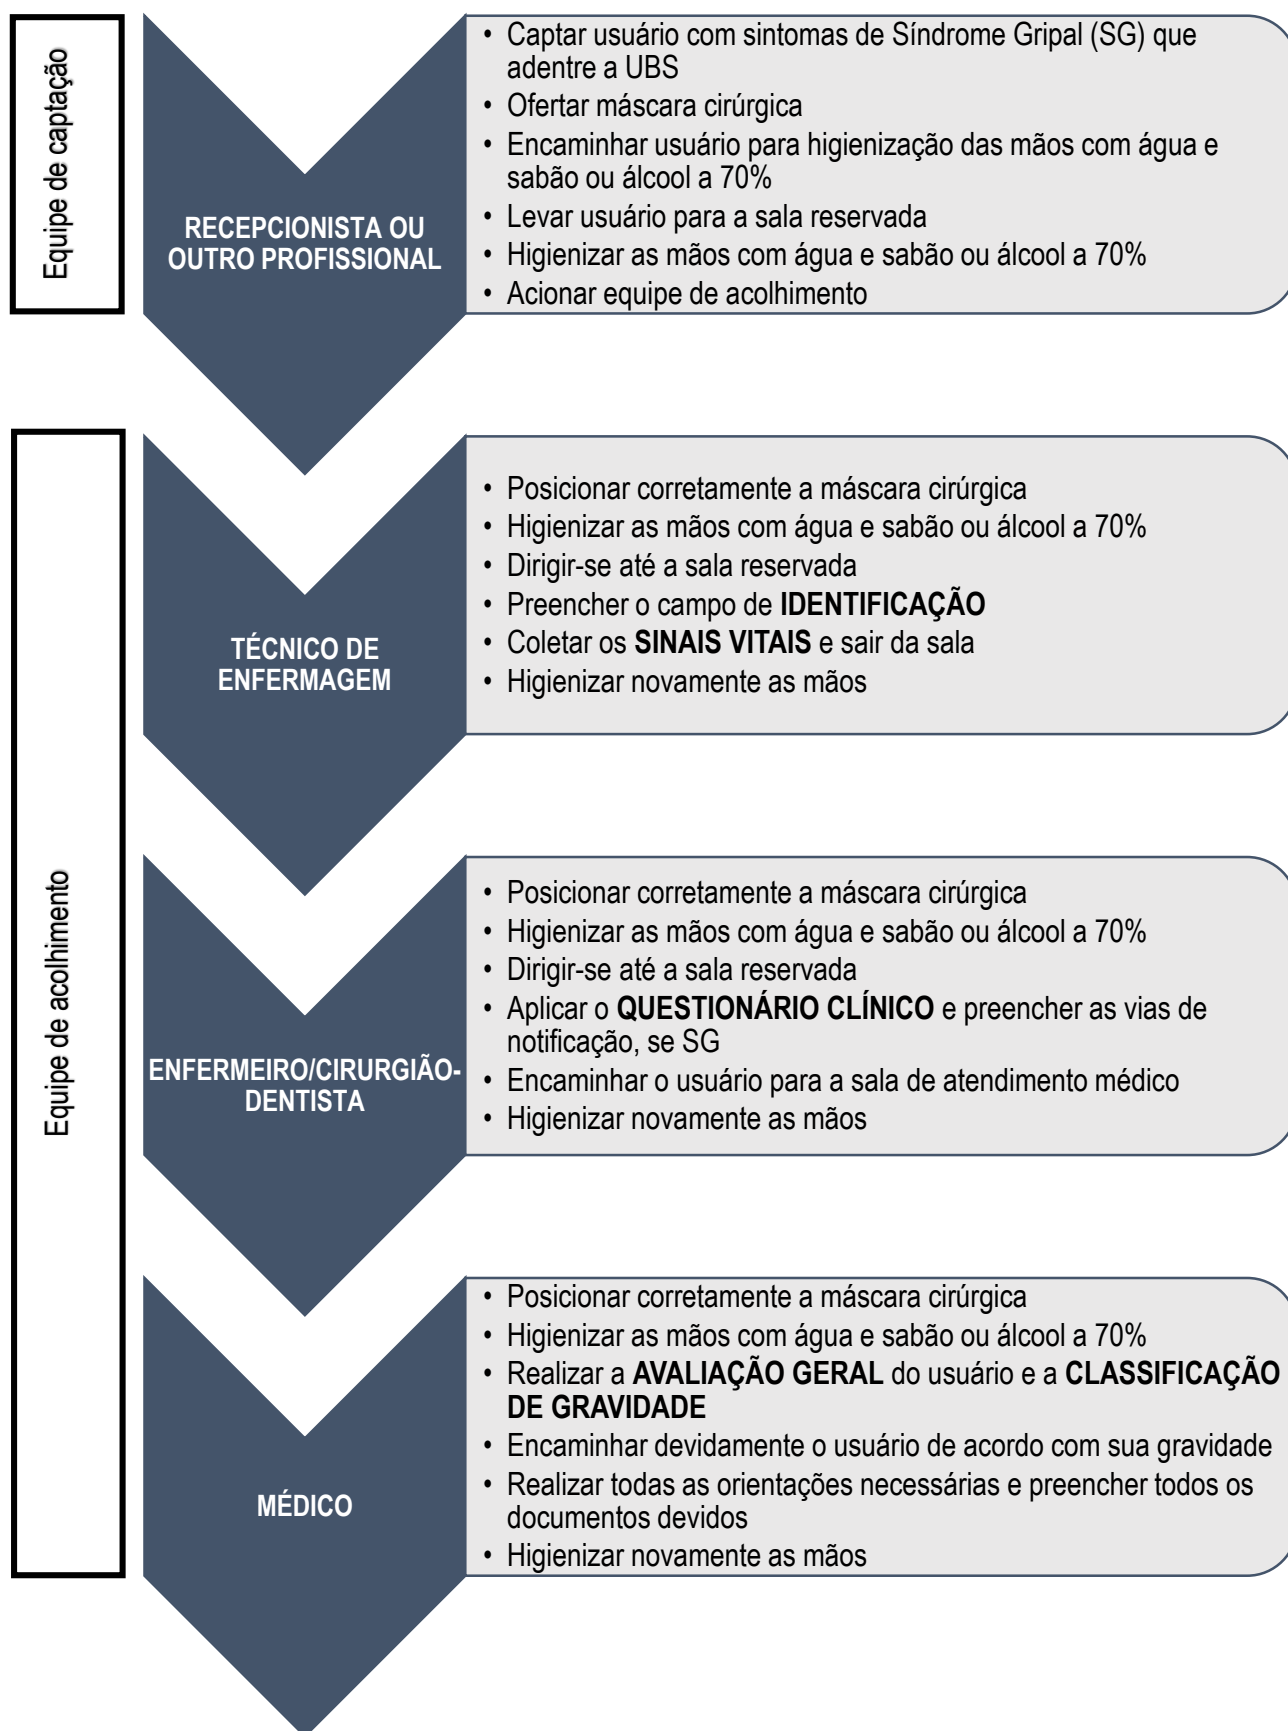 Equipe de captação
RECEPCIONISTA OU
OUTRO PROFISSIONAL
• Captar usuário com sintomas de Síndrome Gripal (SG) que
adentre a UBS
• Ofertar máscara cirúrgica
• Encaminhar usuário para higienização das mãos com água e
sabão ou álcool a 70%
• Levar usuário para a sala reservada
• Higienizar as mãos com água e sabão ou álcool a 70%
• Acionar equipe de acolhimento
Equipe de acolhimento
TÉCNICO DE
ENFERMAGEM
• Posicionar corretamente a máscara cirúrgica
• Higienizar as mãos com água e sabão ou álcool a 70%
• Dirigir-se até a sala reservada
• Preencher o campo de IDENTIFICAÇÃO
• Coletar os SINAIS VITAIS e sair da sala
• Higienizar novamente as mãos
ENFERMEIRO/CIRURGIÃO-
DENTISTA
• Posicionar corretamente a máscara cirúrgica
• Higienizar as mãos com água e sabão ou álcool a 70%
• Dirigir-se até a sala reservada
• Aplicar o QUESTIONÁRIO CLÍNICO e preencher as vias de
notificação, se SG
• Encaminhar o usuário para a sala de atendimento médico
• Higienizar novamente as mãos
MÉDICO
• Posicionar corretamente a máscara cirúrgica
• Higienizar as mãos com água e sabão ou álcool a 70%
• Realizar a AVALIAÇÃO GERAL do usuário e a CLASSIFICAÇÃO
DE GRAVIDADE
• Encaminhar devidamente o usuário de acordo com sua gravidade
• Realizar todas as orientações necessárias e preencher todos os
documentos devidos
• Higienizar novamente as mãos